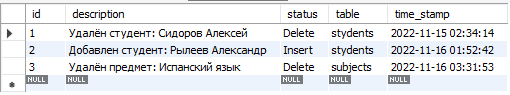 id description status table time_stamp
1 Удалён студент: Сидоров Алексей Delete stydents 2022-11-15 02:34:14
2 Добавлен студент: Рылеев Александр Insert stydents 2022-11-16 01:52:42
3 Удалён предмет: Испанский язык Delete subjects 2022-11-16 03:31:53
NULL NULL NULL NULL NULL